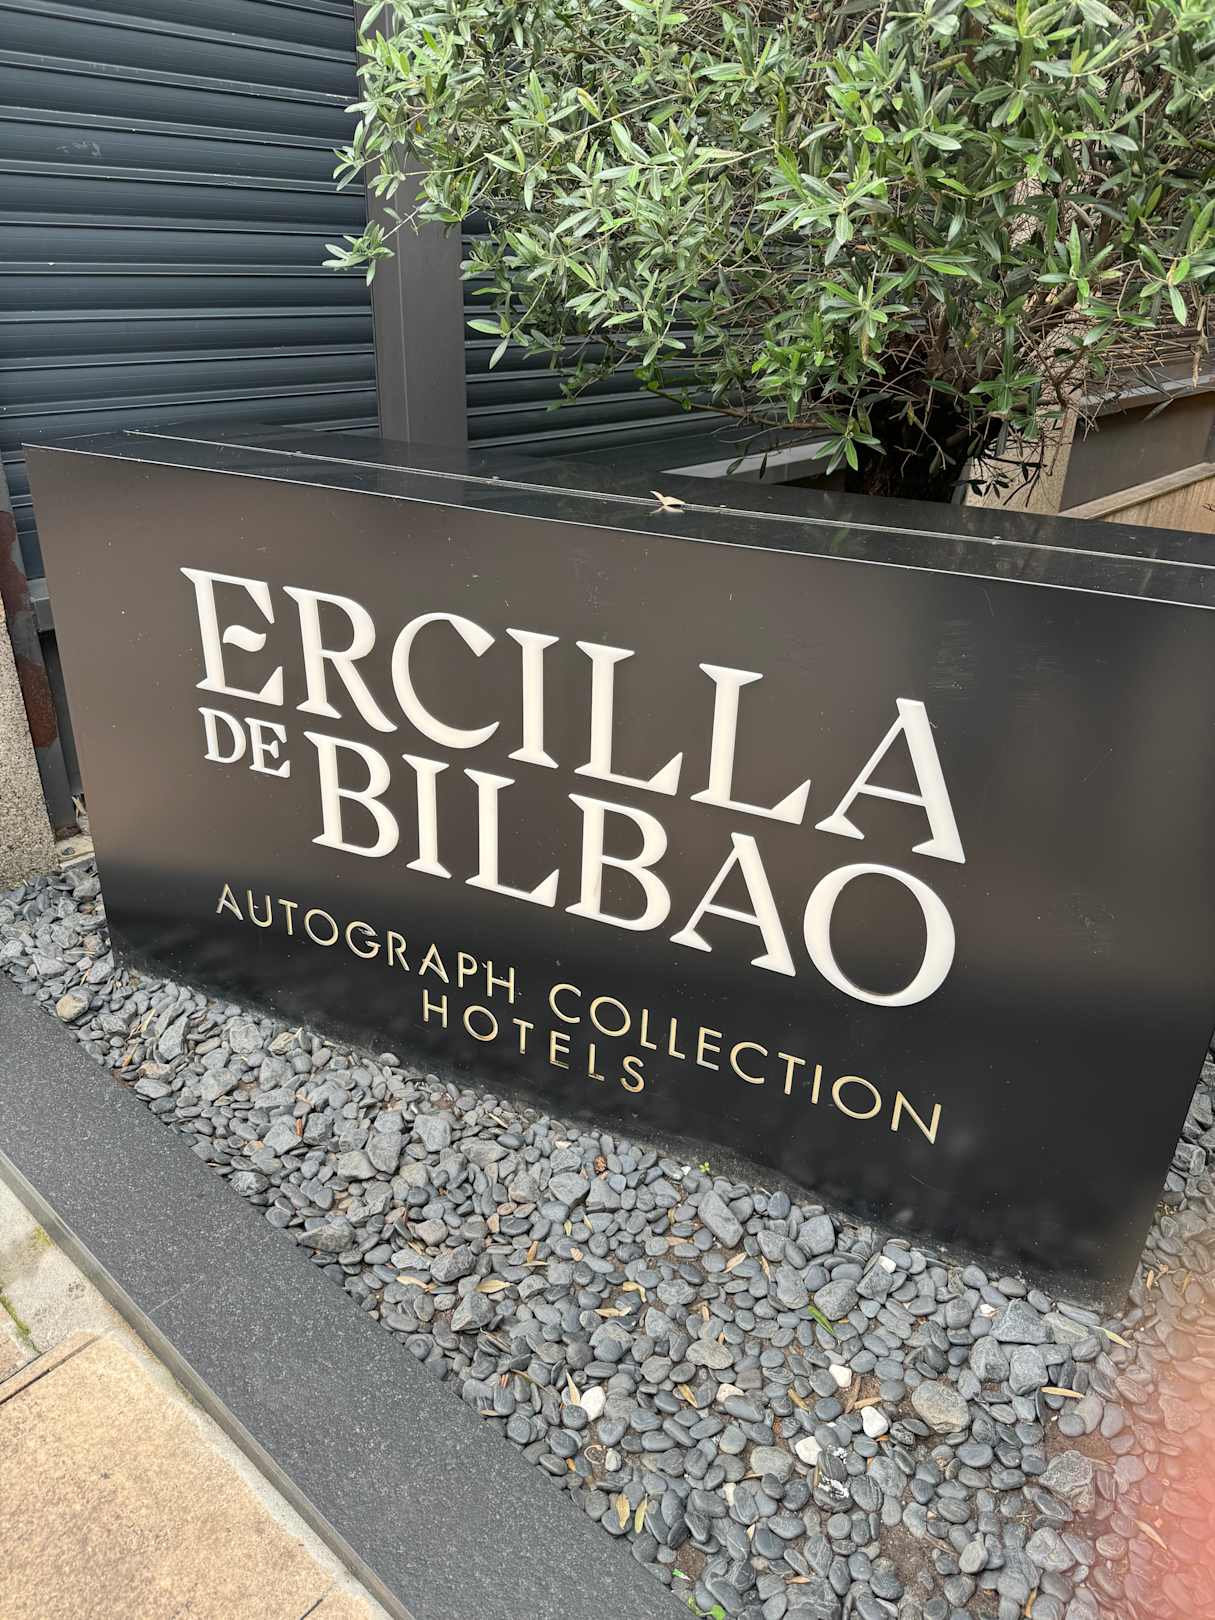 ERCILLA
DE BILBAO
AUTOGRAPH COLLECTION
HOTELS